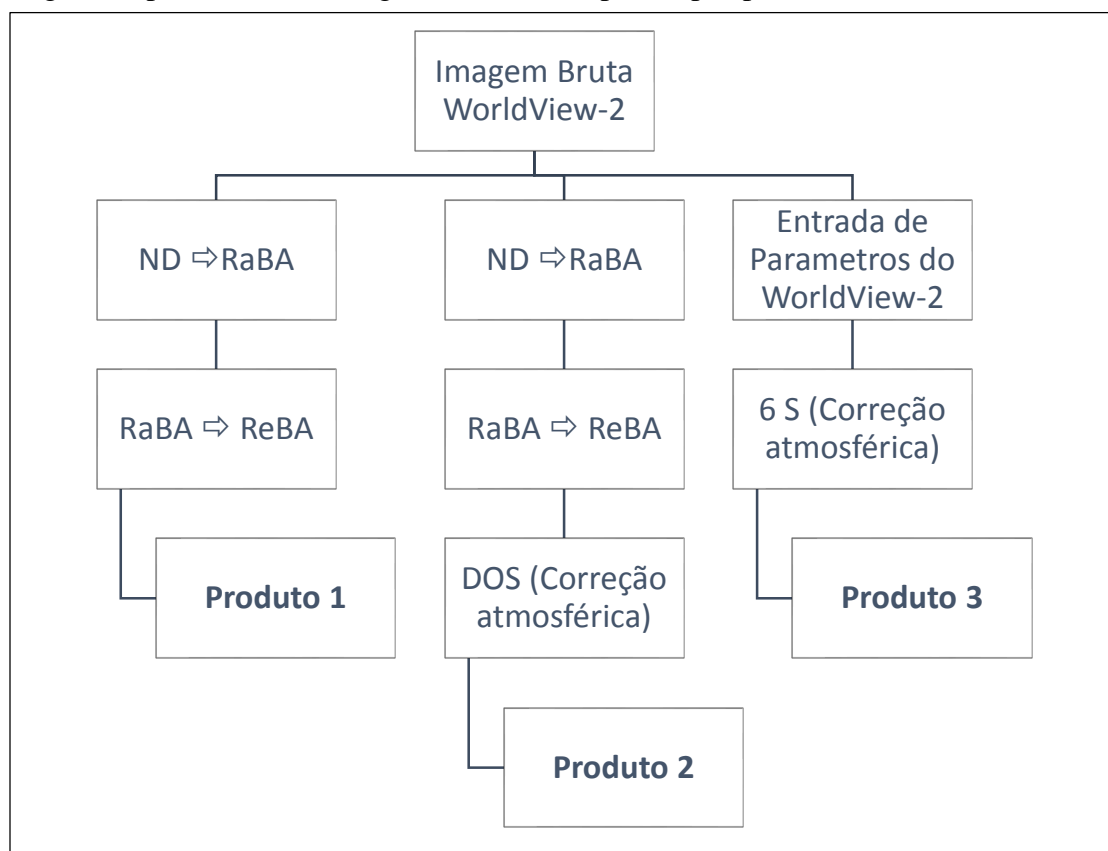 Imagem Bruta
WorldView-2
ND ⇨RaBA
RaBA ⇨ ReBA
Produto 1
ND ⇨RaBA
RaBA ⇨ ReBA
DOS (Correção
atmosférica)
Produto 2
Entrada de
Parametros do
WorldView-2
6 S (Correção
atmosférica)
Produto 3